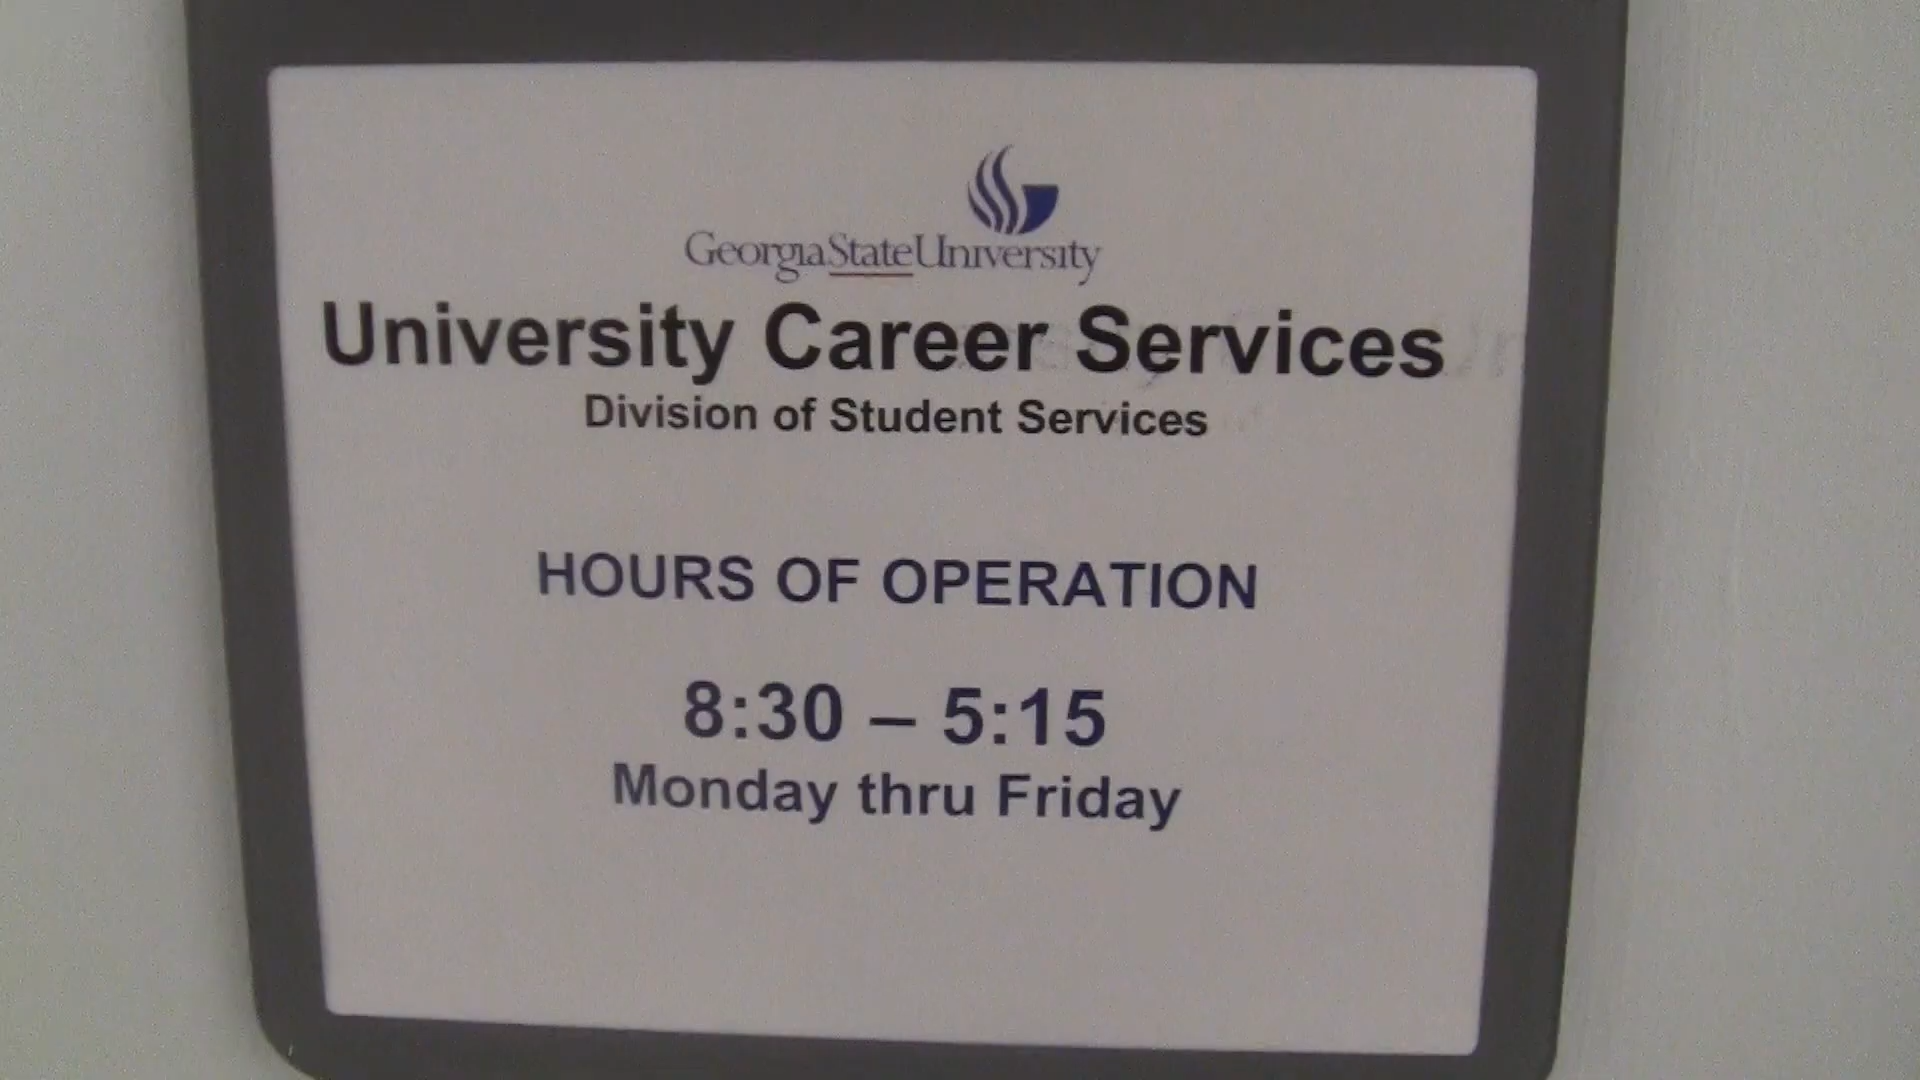 GeorgiaStateUniversity
University Career Services
Division of Student Services
HOURS OF OPERATION
8:30 – 5:15
Monday thru Friday